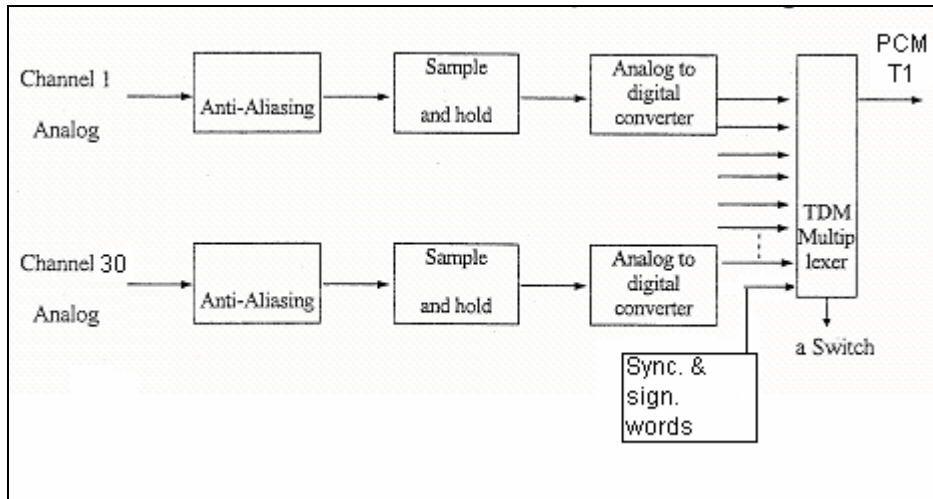 PCM
T1
Channel 1
Analog
Anti-Aliasing
Sample
and hold
Analog to
digital
converter
TDM
Multip
lexer
Channel 30
Analog
Anti-Aliasing
Sample
and hold
Analog to
digital
converter
a Switch
Sync. &
sign.
words